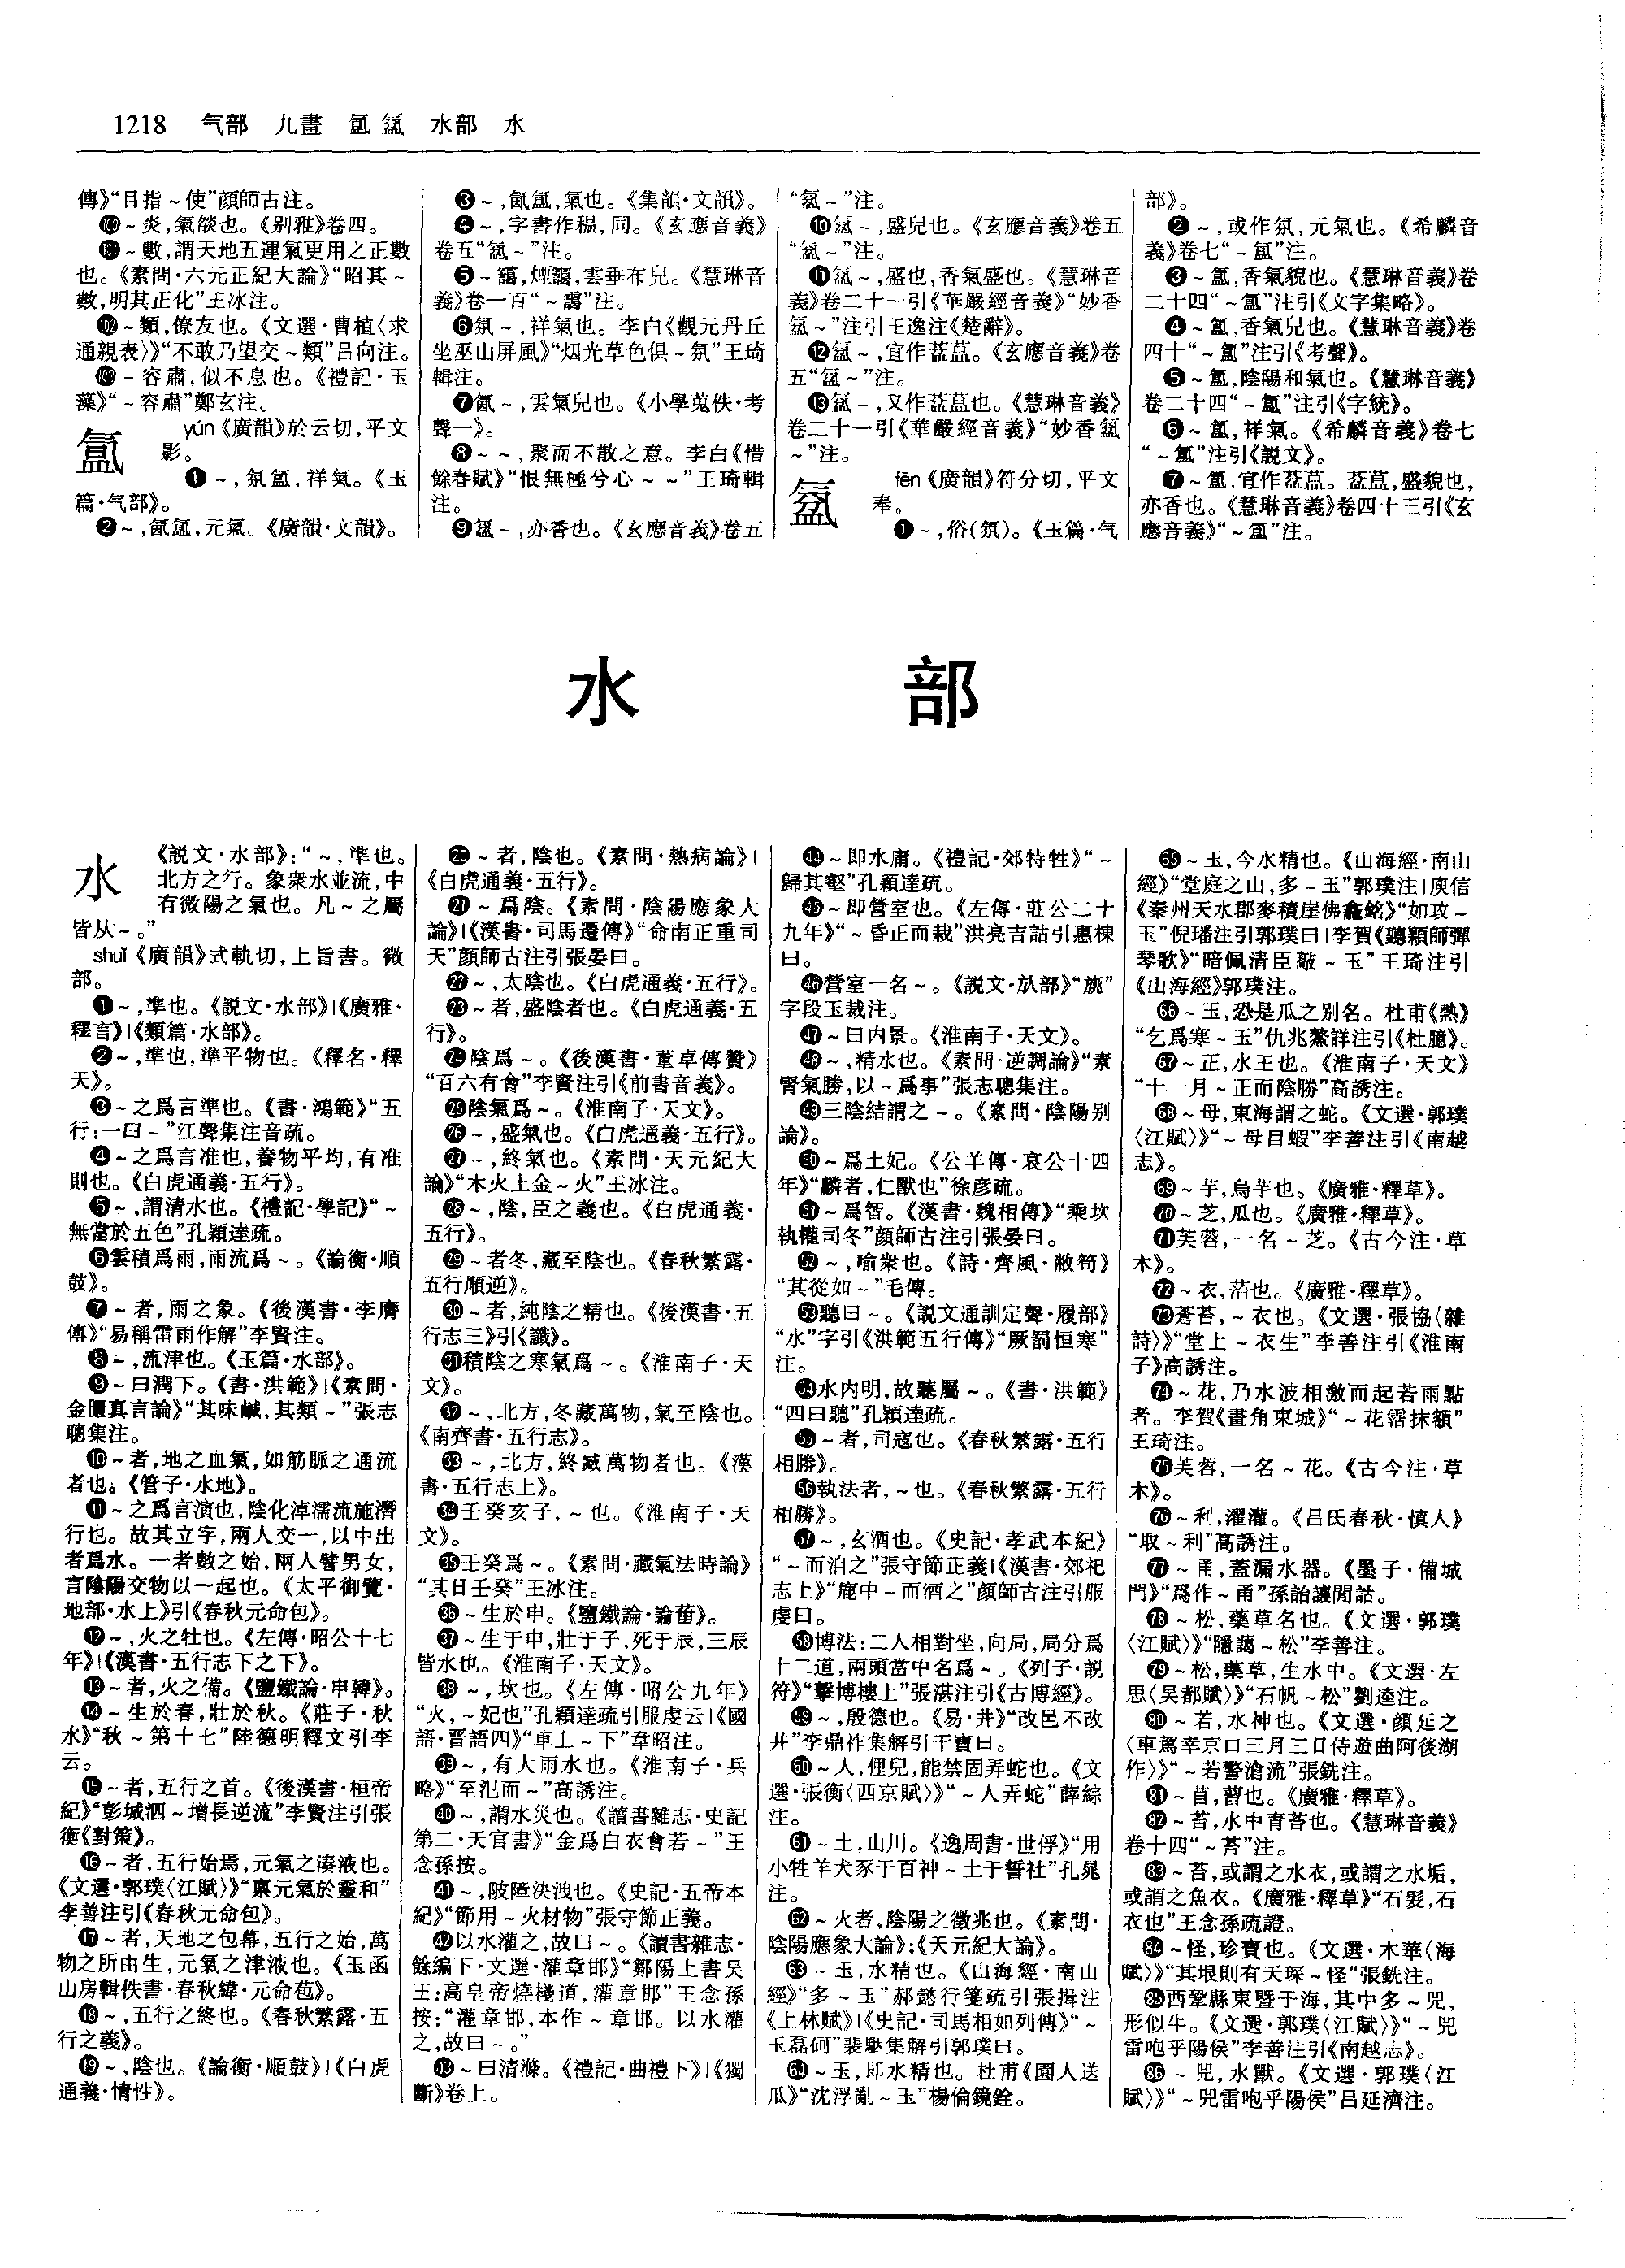 1218 气部 九畫 氲 氳 水部 水
傳》“目指～使”顔師古注。
⑩～炎,氣燄也。《别雅》卷四。
～數,謂天地五運氣更用之正數
也。《素問·六元正紀大論》“昭其～
數,明其正化”王冰注。
～類,僚友也。《文選·曹植〈求
通親表〉》“不敢乃望交～類”吕向注。
～容肅,似不息也。《禮記·玉
藻》“～容肅”鄭玄注。
氲 yún《廣韻》於云切,平文
影。
❶～,氛氲,祥氣。《玉
篇·气部》。
❷～,氤氲,元氣。《廣韻·文韻》。
❸～,氤氲,氣也。《集韻·文韻》。
❹～,字書作䅼,同。《玄應音義》
卷五“氛～”注。
❺～靄,煙靄,雲垂布皃。《慧琳音
義》卷一百“～靄”注。
❻氛～,祥氣也。李白《觀元丹丘
坐巫山屏風》“烟光草色俱～氛”王琦
輯注。
❼氤～,雲氣皃也。《小學蒐佚·考
聲一》。
❽～～,聚而不散之意。李白《惜
餘春賦》“恨無極兮心～～”王琦輯
注。
❾氛～,亦香也。《玄應音義》卷五
“氛～”注。
❿氛～,盛皃也。《玄應音義》卷五
“氛～”注。
⓫氛～,盛也,香氣盛也。《慧琳音
義》卷二十一引《華嚴經音義》“妙香
氛～”注引王逸注《楚辭》。
⓬氛～,宜作葐蒀。《玄應音義》卷
五“氛～”注。
⓭氛～,又作葐蒀也。《慧琳音義》
卷二十一引《華嚴經音義》“妙香氛
～”注。
fēn《廣韻》符分切,平文
奉。
❶～,俗(氛)。《玉篇·气
部》。
❷～,或作氛,元氣也。《希麟音
義》卷七“～氲”注。
❸～氲,香氣貌也。《慧琳音義》卷
二十四“～氲”注引《文字集略》。
❹～氲,香氣皃也。《慧琳音義》卷
四十“～氲”注引《考聲》。
❺～氲,陰陽和氣也。《慧琳音義》
卷二十四“～氲”注引《字統》。
❻～氲,祥氣。《希麟音義》卷七
“～氲”注引《説文》。
❼～氲,宜作葐蒀。葐蒀,盛貌也,
亦香也。《慧琳音義》卷四十三引《玄
應音義》“～氲”注。
水 部
水 《説文·水部》:“～,準也。
北方之行。象衆水並流,中
有微陽之氣也。凡～之屬
皆从～。”
shuǐ《廣韻》式軌切,上旨書。微
部。
❶～,準也。《説文·水部》|《廣雅·
釋言》|《類篇·水部》。
❷～,準也,準平物也。《釋名·釋
天》。
❸～之爲言準也。《書·鴻範》“五
行:一曰～”江聲集注音疏。
❹～之爲言准也,養物平均,有准
則也。《白虎通義·五行》。
❺～,謂清水也。《禮記·學記》“～
無當於五色”孔穎達疏。
❻雲積爲雨,雨流爲～。《論衡·順
鼓》。
❼～者,雨之象。《後漢書·李膺
傳》“易稱雷雨作解”李賢注。
❽～,流津也。《玉篇·水部》。
❾～曰潤下。《書·洪範》|《素問·
金匱真言論》“其味鹹,其類～”張志
聰集注。
❿～者,地之血氣,如筋脈之通流
者也。《管子·水地》。
⓫～之爲言演也,陰化淖濡流施潛
行也。故其立字,兩人交一,以中出
者爲水。一者數之始,兩人譬男女,
言陰陽交物以一起也。《太平御覽·
地部·水上》引《春秋元命包》。
⓬～,火之牡也。《左傳·昭公十七
年》|《漢書·五行志下之下》。
⓭～者,火之備。《鹽鐵論·申韓》。
⓮～生於春,壯於秋。《莊子·秋
水》“秋～第十七”陸德明釋文引李
云。
⓯～者,五行之首。《後漢書·桓帝
紀》“彭城泗～增長逆流”李賢注引張
衡《對策》。
⓰～者,五行始焉,元氣之湊液也。
《文選·郭璞〈江賦〉》“稟元氣於靈和”
李善注引《春秋元命包》。
⓱～者,天地之包幕,五行之始,萬
物之所由生,元氣之津液也。《玉函
山房輯佚書·春秋緯·元命苞》。
⓲～,五行之終也。《春秋繁露·五
行之義》。
⓳～,陰也。《論衡·順鼓》|《白虎
通義·情性》。
⓴～者,陰也。《素問·熱病論》|
《白虎通義·五行》。
㉑～爲陰。《素問·陰陽應象大
論》|《漢書·司馬遷傳》“命南正重司
天”顔師古注引張晏曰。
㉒～,太陰也。《白虎通義·五行》。
㉓～者,盛陰者也。《白虎通義·五
行》。
㉔陰爲～。《後漢書·董卓傳贊》
“百六有會”李賢注引《前書音義》。
㉕陰氣爲～。《淮南子·天文》。
㉖～,盛氣也。《白虎通義·五行》。
㉗～,終氣也。《素問·天元紀大
論》“木火土金～火”王冰注。
㉘～,陰,臣之義也。《白虎通義·
五行》。
㉙～者冬,藏至陰也。《春秋繁露·
五行順逆》。
㉚～者,純陰之精也。《後漢書·五
行志三》引《讖》。
㉛積陰之寒氣爲～。《淮南子·天
文》。
㉜～,北方,冬藏萬物,氣至陰也。
《南齊書·五行志》。
㉝～,北方,終臧萬物者也。《漢
書·五行志上》。
㉞壬癸亥子,～也。《淮南子·天
文》。
㉟壬癸爲～。《素問·藏氣法時論》
“其日壬癸”王冰注。
㊱～生於申。《鹽鐵論·論菑》。
㊲～生于申,壯于子,死于辰,三辰
皆水也。《淮南子·天文》。
㊳～,坎也。《左傳·昭公九年》
“火,～妃也”孔穎達疏引服虔云|《國
語·晋語四》“車上～下”韋昭注。
㊴～,有大雨水也。《淮南子·兵
略》“至汜而～”高誘注。
㊵～,謂水災也。《讀書雜志·史記
第二·天官書》“金爲白衣會若～”王
念孫按。
㊶～,陂障決洩也。《史記·五帝本
紀》“節用～火材物”張守節正義。
㊷以水灌之,故曰～。《讀書雜志·
餘編下·文選·灌章邯》“鄒陽上書吴
王:高皇帝燒棧道,灌章邯”王念孫
按:“灌章邯,本作～章邯。以水灌
之,故曰～。”
㊸～曰清滌。《禮記·曲禮下》|《獨
斷》卷上。
㊹～即水庸。《禮記·郊特牲》“～
歸其壑”孔穎達疏。
㊺～即營室也。《左傳·莊公二十
九年》“～昏正而栽”洪亮吉詁引惠棟
曰。
㊻營室一名～。《説文·㫃部》“旐”
字段玉裁注。
㊼～曰内景。《淮南子·天文》。
㊽～,精水也。《素問·逆調論》“素
腎氣勝,以～爲事”張志聰集注。
㊾三陰結謂之～。《素問·陰陽别
論》。
㊿～爲土妃。《公羊傳·哀公十四
年》“麟者,仁獸也”徐彦疏。
51～爲智。《漢書·魏相傳》“乘坎
執權司冬”顔師古注引張晏曰。
52～,喻衆也。《詩·齊風·敝笱》
“其從如～”毛傳。
53聽曰～。《説文通訓定聲·履部》
“水”字引《洪範五行傳》“厥罰恒寒”
注。
54水内明,故聽屬～。《書·洪範》
“四曰聽”孔穎達疏。
55～者,司寇也。《春秋繁露·五行
相勝》。
56執法者,～也。《春秋繁露·五行
相勝》。
57～,玄酒也。《史記·孝武本紀》
“～而洎之”張守節正義|《漢書·郊祀
志上》“鹿中～而酒之”顔師古注引服
虔曰。
58博法:二人相對坐,向局,局分爲
十二道,兩頭當中名爲～。《列子·説
符》“擊博樓上”張湛注引《古博經》。
59～,殷德也。《易·井》“改邑不改
井”李鼎祚集解引干寶曰。
60～人,俚兒,能禁固弄蛇也。《文
選·張衡〈西京賦〉》“～人弄蛇”薛綜
注。
61～土,山川。《逸周書·世俘》“用
小牲羊犬豕于百神～土于誓社”孔晁
注。
62～火者,陰陽之徵兆也。《素問·
陰陽應象大論》;《天元紀大論》。
63～玉,水精也。《山海經·南山
經》“多～玉”郝懿行箋疏引張揖注
《上林賦》|《史記·司馬相如列傳》“～
玉磊砢”裴駰集解引郭璞曰。
64～玉,即水精也。杜甫《園人送
瓜》“沈浮亂～玉”楊倫鏡銓。
65～玉,今水精也。《山海經·南山
經》“堂庭之山,多～玉”郭璞注|庾信
《秦州天水郡麥積崖佛龕銘》“如攻～
玉”倪璠注引郭璞曰|李賀《聽穎師彈
琴歌》“暗佩清臣敲～玉”王琦注引
《山海經》郭璞注。
66～玉,恐是瓜之别名。杜甫《熱》
“乞爲寒～玉”仇兆鰲詳注引《杜臆》。
67～正,水王也。《淮南子·天文》
“十一月～正而陰勝”高誘注。
68～母,東海謂之蛇。《文選·郭璞
〈江賦〉》“～母目蝦”李善注引《南越
志》。
69～芋,烏芋也。《廣雅·釋草》。
70～芝,瓜也。《廣雅·釋草》。
71芙蓉,一名～芝。《古今注·草
木》。
72～衣,䈚也。《廣雅·釋草》。
73蒼苔,～衣也。《文選·張協〈雜
詩〉》“堂上～衣生”李善注引《淮南
子》高誘注。
74～花,乃水波相激而起若雨點
者。李賀《畫角東城》“～花霑抹額”
王琦注。
75芙蓉,一名～花。《古今注·草
木》。
76～利,濯灌。《吕氏春秋·慎人》
“取～利”高誘注。
77～甬,蓋漏水器。《墨子·備城
門》“爲作～甬”孫詒讓閒詁。
78～松,藥草名也。《文選·郭璞
〈江賦〉》“隱藹～松”李善注。
79～松,藥草,生水中。《文選·左
思〈吴都賦〉》“石帆～松”劉逵注。
80～若,水神也。《文選·顔延之
〈車駕幸京口三月三日侍遊曲阿後湖
作〉》“～若警滄流”張銑注。
81～苜,䓿也。《廣雅·釋草》。
82～苔,水中青苔也。《慧琳音義》
卷十四“～苔”注。
83～苔,或謂之水衣,或謂之水垢,
或謂之魚衣。《廣雅·釋草》“石髮,石
衣也”王念孫疏證。
84～怪,珍寶也。《文選·木華〈海
賦〉》“其垠則有天琛～怪”張銑注。
85西鞏縣東暨于海,其中多～兕,
形似牛。《文選·郭璞〈江賦〉》“～兕
雷咆乎陽侯”李善注引《南越志》。
86～兕,水獸。《文選·郭璞〈江
賦〉》“～兕雷咆乎陽侯”吕延濟注。